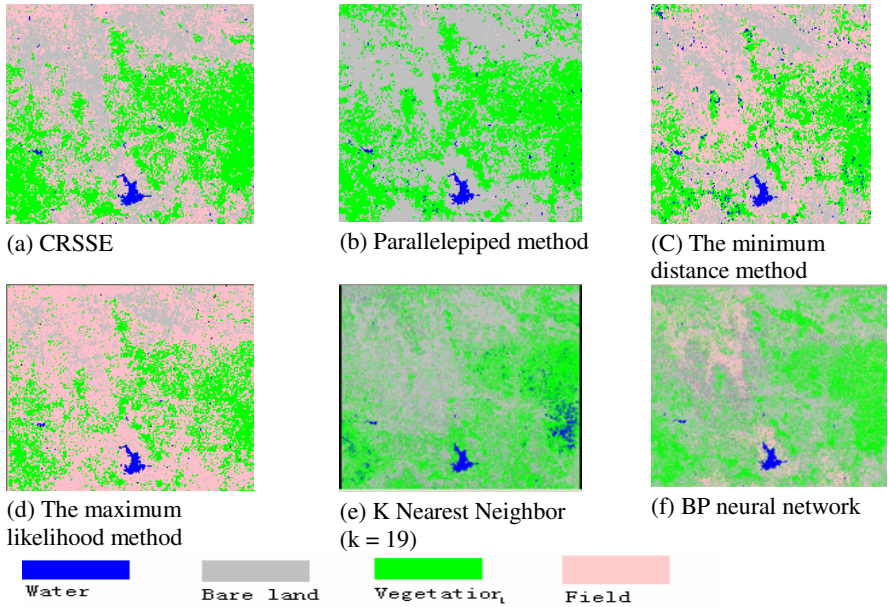 (a) CRSSE
(b) Parallelepiped method
(C) The minimum
distance method
(d) The maximum
likelihood method
(e) K Nearest Neighbor
(k = 19)
(f) BP neural network
Water
Bare land
Vegetation
Field